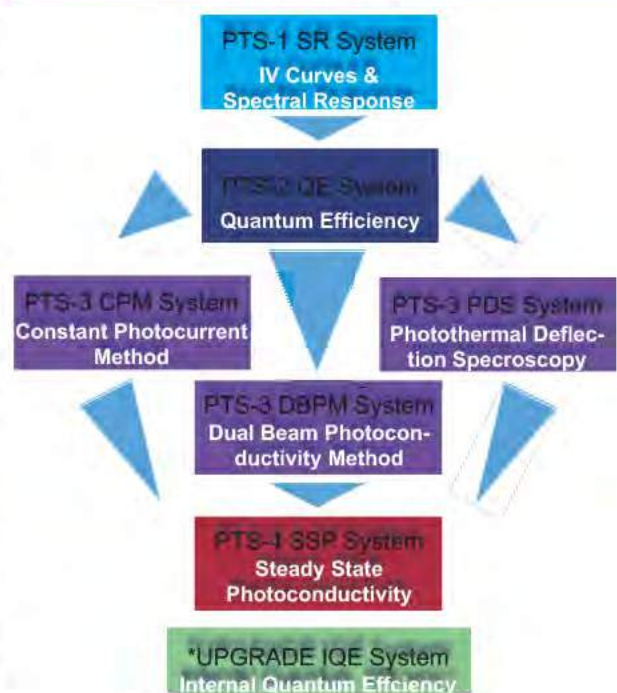 PTS-1 SR System
IV Curves &
Spectral Response
PTS-2 QE System
Quantum Efficiency
PTS-3 CPM System
Constant Photocurrent
Method
PTS-3 PDS System
Photothermal Deflec-
tion Specroscopy
PTS-3 DBPM System
Dual Beam Photocon-
ductivity Method
PTS-4 SSP System
Steady State
Photoconductivity
*UPGRADE IQE System
Internal Quantum Effciency